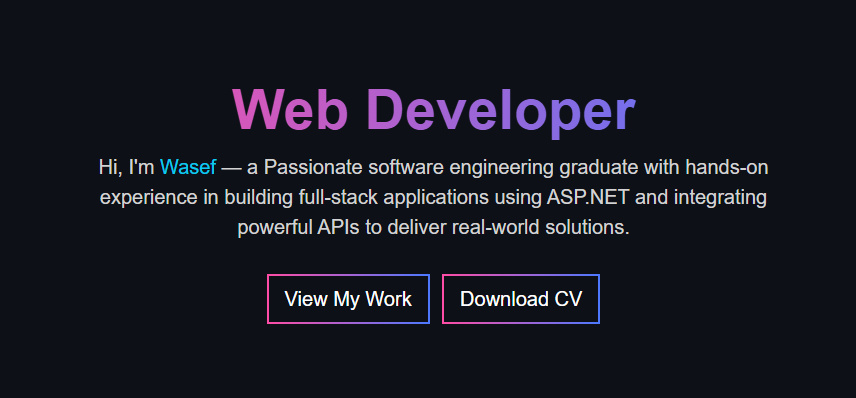 Web Developer
Hi, I'm Wasef — a Passionate software engineering graduate with hands-on
experience in building full-stack applications using ASP.NET and integrating
powerful APIs to deliver real-world solutions.
View My Work
Download CV